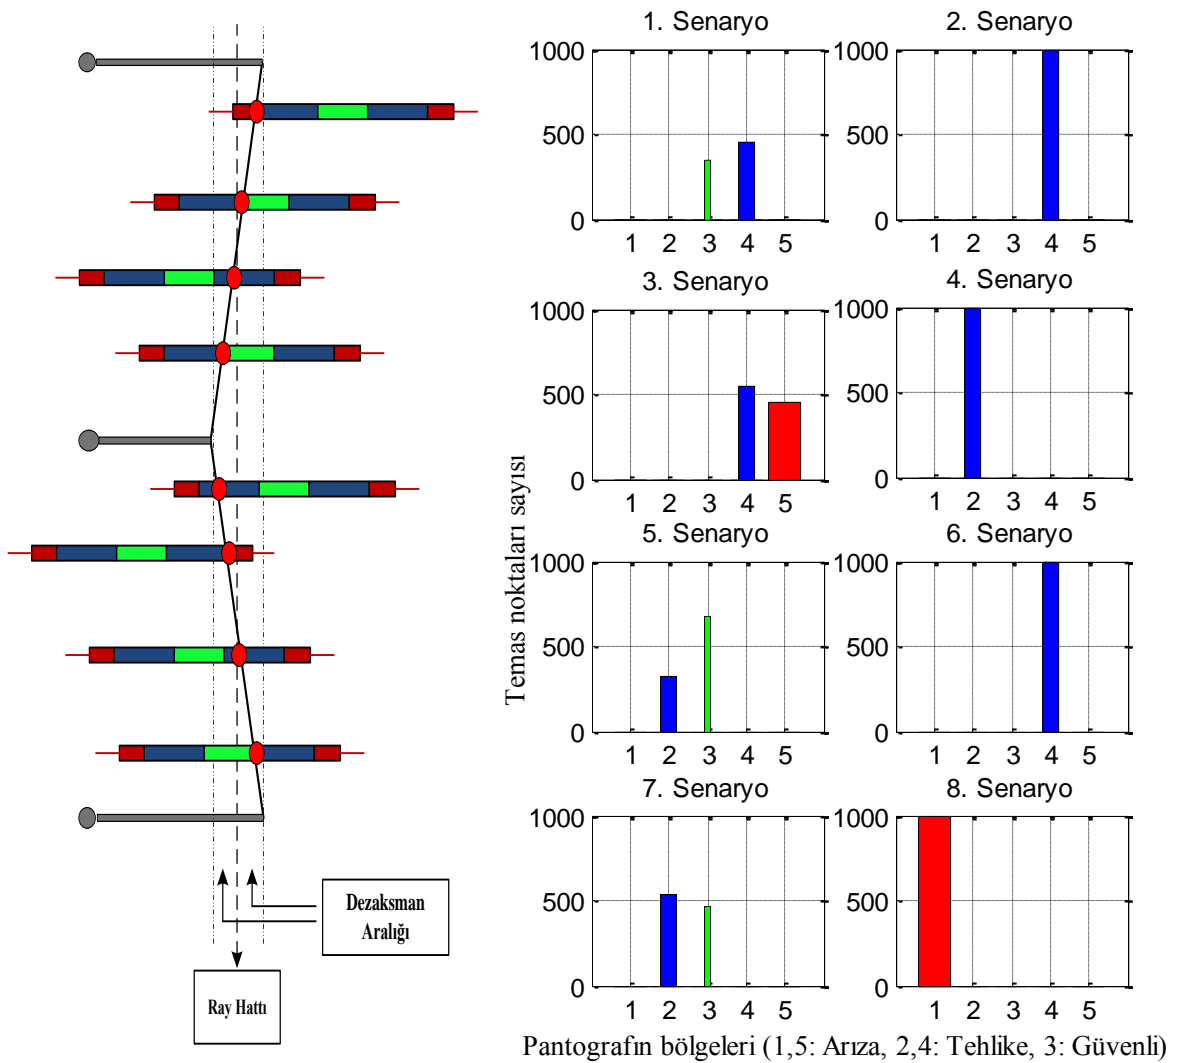 Dezaksman
Aralığı
Ray Hattı
1. Senaryo
1000
500
0
1 2 3 4 5
2. Senaryo
1000
500
0
1 2 3 4 5
3. Senaryo
1000
500
0
1 2 3 4 5
4. Senaryo
1000
500
0
1 2 3 4 5
Temas noktaları sayısı
5. Senaryo
1000
500
0
1 2 3 4 5
6. Senaryo
1000
500
0
1 2 3 4 5
7. Senaryo
1000
500
0
1 2 3 4 5
8. Senaryo
1000
500
0
1 2 3 4 5
Pantografın bölgeleri (1,5: Arıza, 2,4: Tehlike, 3: Güvenli)